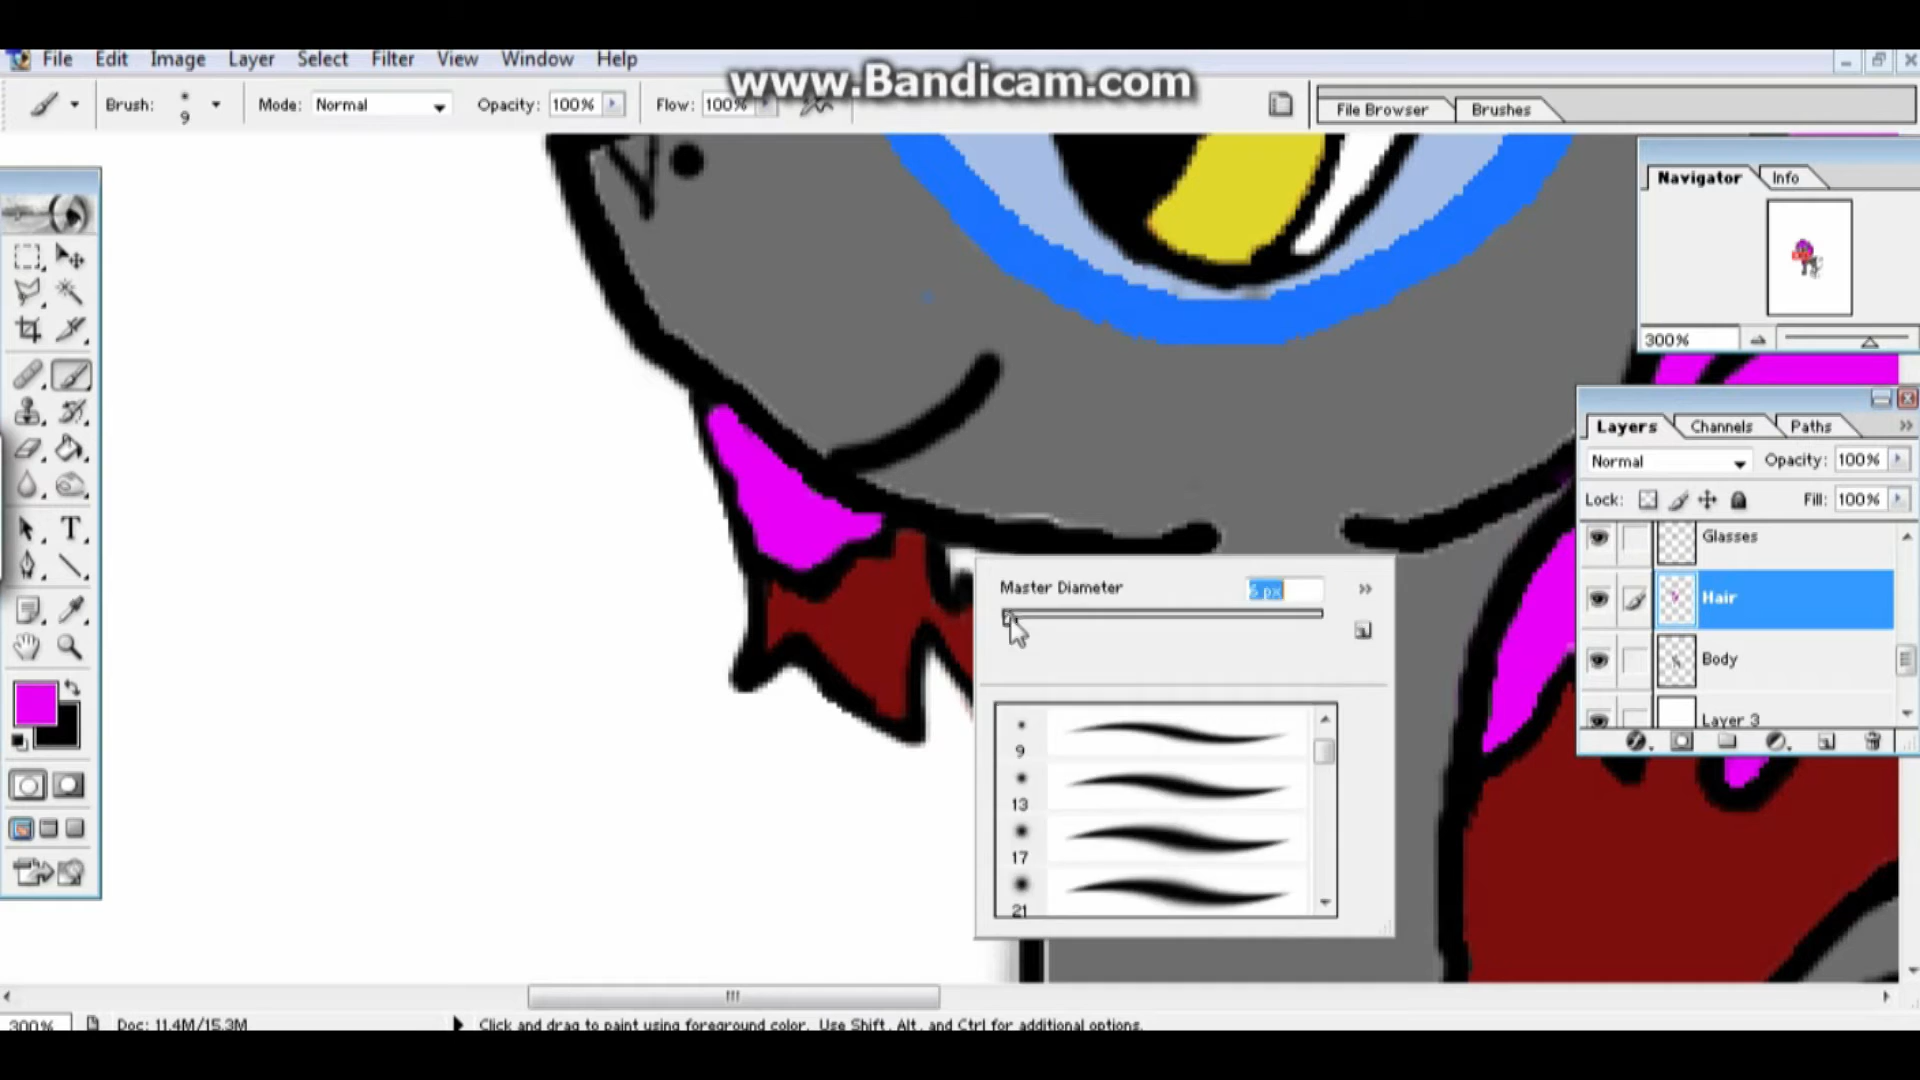 File Edit Image Layer Select Filter View Window Help
www.Bandicam.com
Brush: 9 Mode: Normal Opacity: 100% Flow: 100%
File Browser Brushes
Navigator Info
300%
Layers Channels Paths
Normal Opacity: 100%
Lock: Fill: 100%
Glasses
Hair
Body
Layer 3
Master Diameter 6 px
9
13
17
21
T
300% Doc: 11.4M/15.3M Click and drag to paint using foreground color. Use Shift, Alt, and Ctrl for additional options.